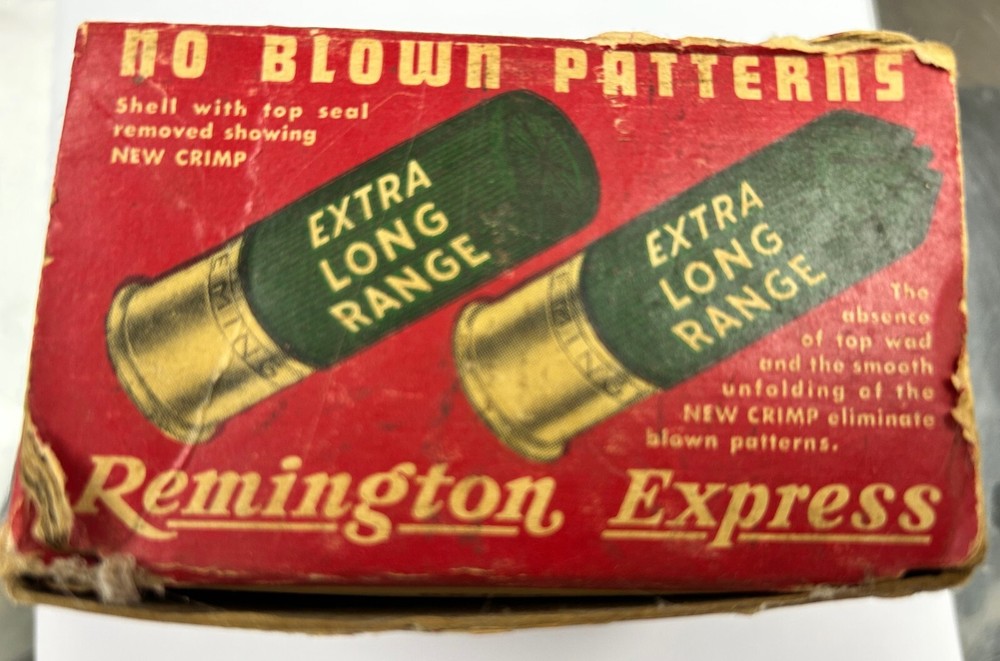 NO BLOWN PATTERNS
Shell with top seal
removed showing
NEW CRIMP
EXTRA
LONG
RANGE
EXTRA
LONG
RANGE
The
absence
of top wad
and the smooth
unfolding of the
NEW CRIMP eliminate
blown patterns.
Remington Express